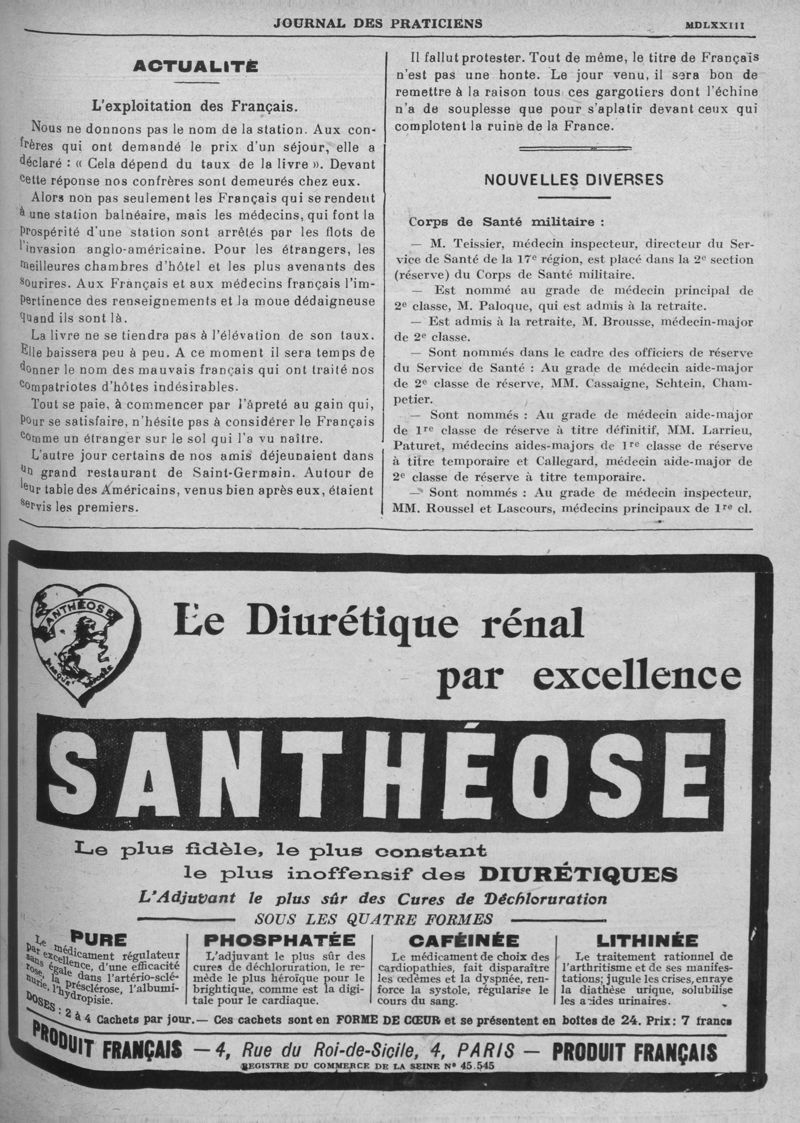 JOURNAL DES PRATICIENS
MDLXXIII
ACTUALITÉ
L'exploitation des Français.
Nous ne donnons pas le nom de la station. Aux con-
frères qui ont demandé le prix d'un séjour, elle a
déclaré : « Cela dépend du taux de la livre ». Devant
cette réponse nos confrères sont demeurés chez eux.
Alors non pas seulement les Français qui se rendent
à une station balnéaire, mais les médecins, qui font la
prospérité d'une station sont arrêtés par les flots de
l'invasion anglo-américaine. Pour les étrangers, les
meilleures chambres d'hôtel et les plus avenants des
sourires. Aux Français et aux médecins français l'im-
pertinence des renseignements et la moue dédaigneuse
quand ils sont là.
La livre ne se tiendra pas à l'élévation de son taux.
Elle baissera peu à peu. A ce moment il sera temps de
donner le nom des mauvais français qui ont traité nos
compatriotes d'hôtes indésirables.
Tout se paie, à commencer par l'âpreté au gain qui,
pour se satisfaire, n'hésite pas à considérer le Français
comme un étranger sur le sol qui l'a vu naître.
L'autre jour certains de nos amis déjeunaient dans
un grand restaurant de Saint-Germain. Autour de
leur table des Américains, venus bien après eux, étaient
servis les premiers.
Il fallut protester. Tout de même, le titre de Français
n'est pas une honte. Le jour venu, il sera bon de
remettre à la raison tous ces gargotiers dont l'échine
n'a de souplesse que pour s'aplatir devant ceux qui
complotent la ruine de la France.
NOUVELLES DIVERSES
Corps de Santé militaire :
— M. Teissier, médecin inspecteur, directeur du Ser-
vice de Santé de la 17e région, est placé dans la 2e section
(réserve) du Corps de Santé militaire.
— Est nommé au grade de médecin principal de
2e classe, M. Paloque, qui est admis à la retraite.
— Est admis à la retraite, M. Brousse, médecin-major
de 2e classe.
— Sont nommés dans le cadre des officiers de réserve
du Service de Santé : Au grade de médecin aide-major
de 2e classe de réserve, MM. Cassaigne, Schtein, Cham-
petier.
— Sont nommés : Au grade de médecin aide-major
de 1re classe de réserve à titre définitif, MM. Larrieu,
Paturet, médecins aides-majors de 1re classe de réserve
à titre temporaire et Callegard, médecin aide-major de
2e classe de réserve à titre temporaire.
— Sont nommés : Au grade de médecin inspecteur,
MM. Roussel et Lascours, médecins principaux de 1re cl.
SANTHÉOSE
MARQUE DÉPOSÉE
Le Diurétique rénal
par excellence
SANTHÉOSE
Le plus fidèle, le plus constant
le plus inoffensif des DIURÉTIQUES
L'Adjuvant le plus sûr des Cures de Déchloruration
SOUS LES QUATRE FORMES
PURE
Le médicament régulateur
par excellence, d'une efficacité
sans égale dans l'artério-sclé-
rose, la présclérose, l'albumi-
nurie, l'hydropisie.
PHOSPHATÉE
L'adjuvant le plus sûr des
cures de déchloruration, le re-
mède le plus héroïque pour le
brightique, comme est la digi-
tale pour le cardiaque.
CAFÉINÉE
Le médicament de choix des
cardiopathies, fait disparaître
les œdèmes et la dyspnée, ren-
force la systole, régularise le
cours du sang.
LITHINÉE
Le traitement rationnel de
l'arthritisme et de ses manifes-
tations; jugule les crises, enraye
la diathèse urique, solubilise
les acides urinaires.
DOSES : 2 à 4 Cachets par jour. — Ces cachets sont en FORME DE CŒUR et se présentent en boîtes de 24. Prix: 7 francs
PRODUIT FRANÇAIS — 4, Rue du Roi-de-Sicile, 4, PARIS — PRODUIT FRANÇAIS
REGISTRE DU COMMERCE DE LA SEINE N° 45.545